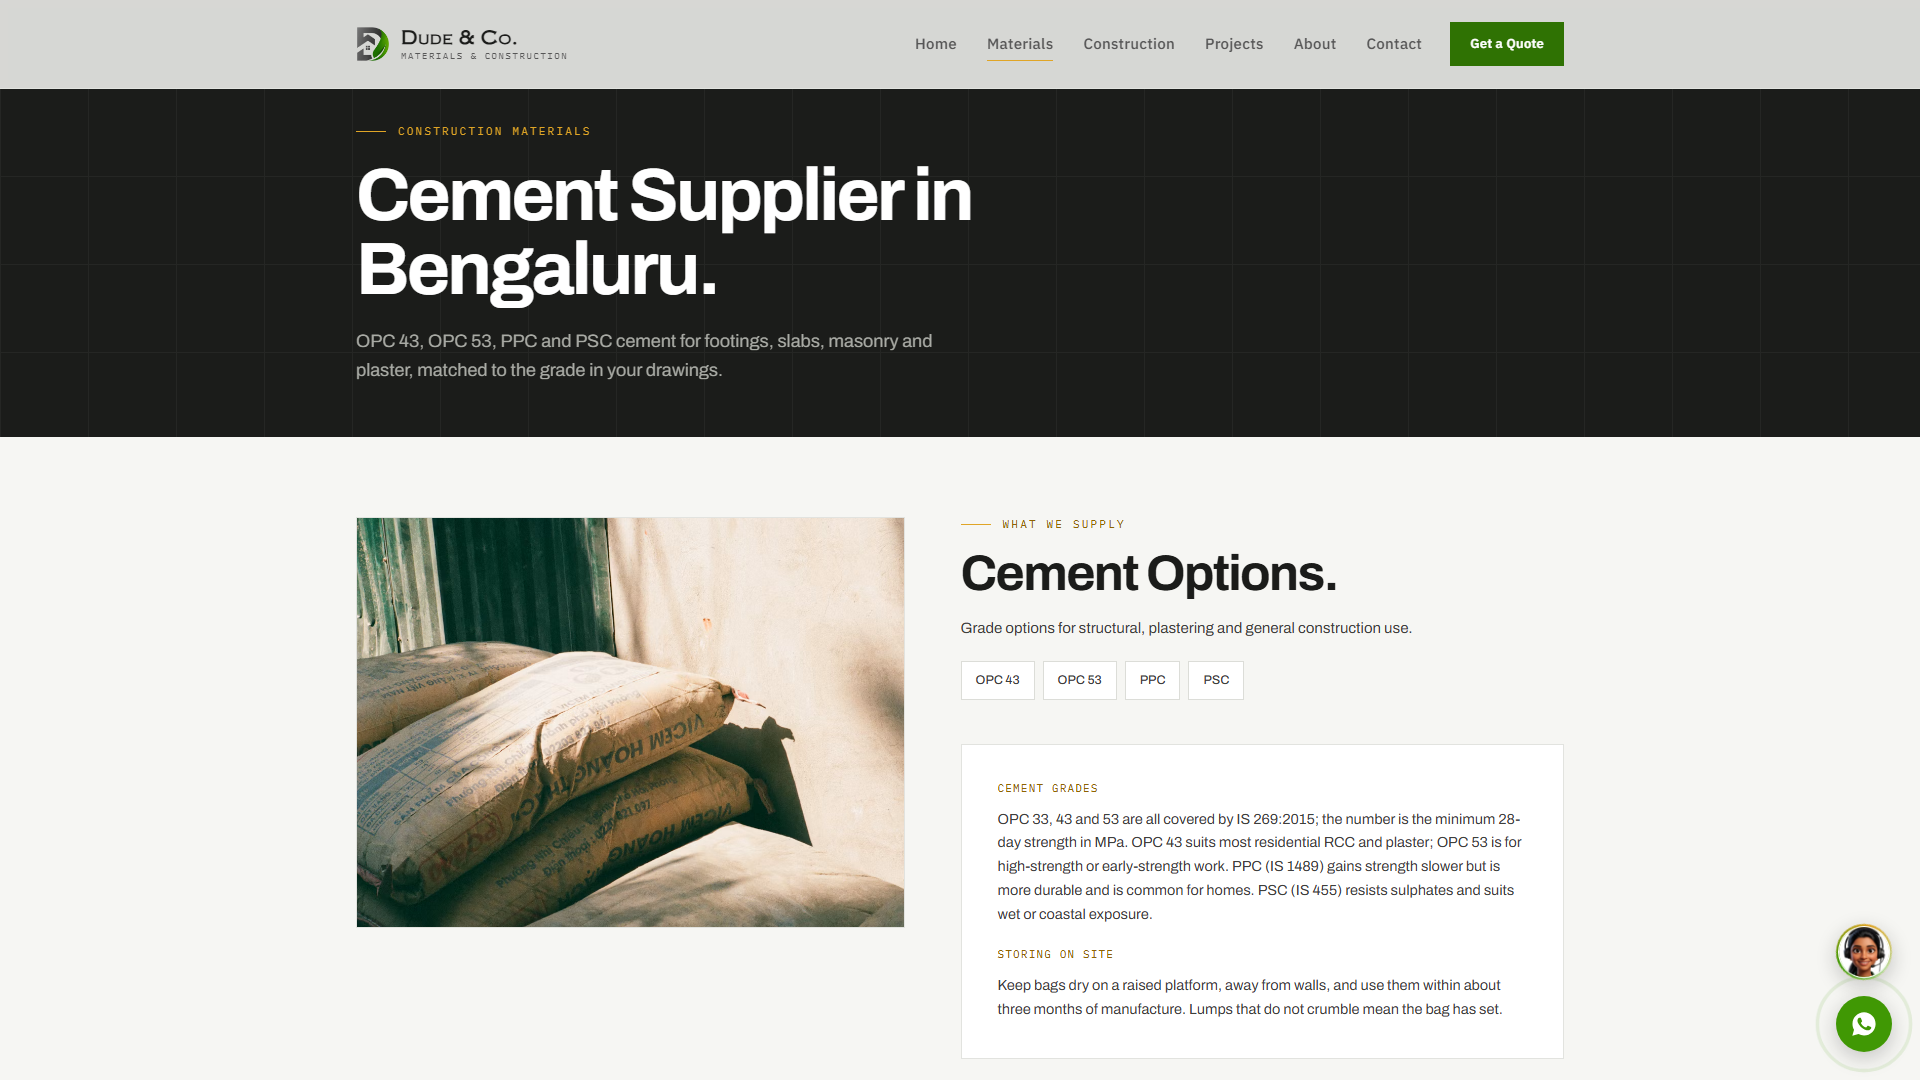 DUDE & CO.
MATERIALS & CONSTRUCTION
Home
Materials
Construction
Projects
About
Contact
Get a Quote
CONSTRUCTION MATERIALS
Cement Supplier in
Bengaluru.
OPC 43, OPC 53, PPC and PSC cement for footings, slabs, masonry and
plaster, matched to the grade in your drawings.
VICEM HOÀNG THẠCH
VICEM HOÀNG
WHAT WE SUPPLY
Cement Options.
Grade options for structural, plastering and general construction use.
OPC 43
OPC 53
PPC
PSC
CEMENT GRADES
OPC 33, 43 and 53 are all covered by IS 269:2015; the number is the minimum 28-
day strength in MPa. OPC 43 suits most residential RCC and plaster; OPC 53 is for
high-strength or early-strength work. PPC (IS 1489) gains strength slower but is
more durable and is common for homes. PSC (IS 455) resists sulphates and suits
wet or coastal exposure.
STORING ON SITE
Keep bags dry on a raised platform, away from walls, and use them within about
three months of manufacture. Lumps that do not crumble mean the bag has set.